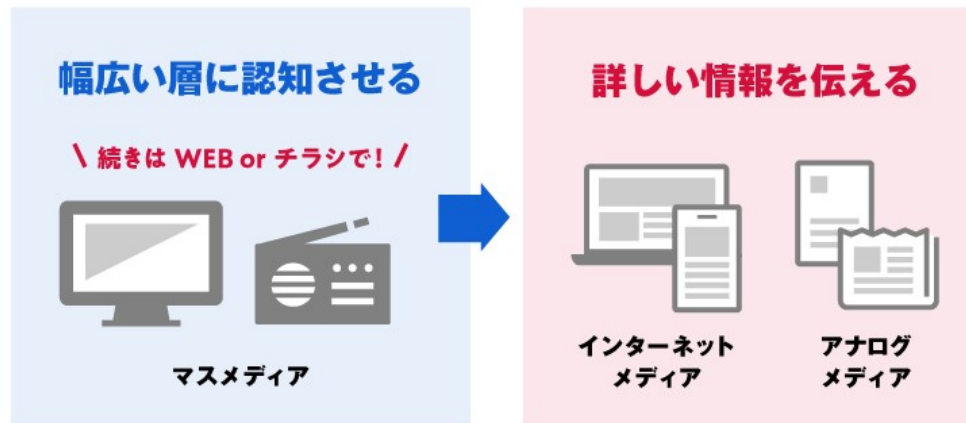 幅広い層に認知させる
\ 続きは WEB or チラシで! /
マスメディア
詳しい情報を伝える
インターネット
メディア
アナログ
メディア